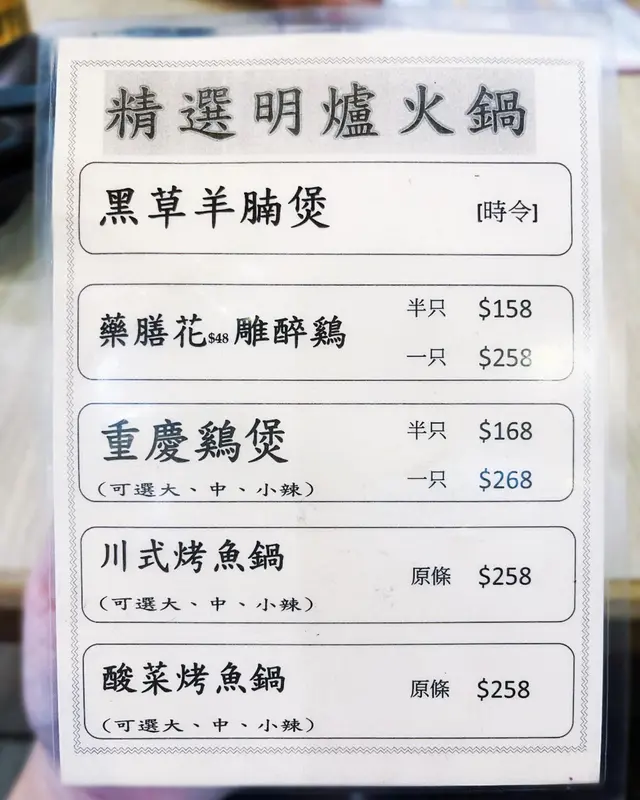 精選明爐火鍋
黑草羊腩煲 [時令]
藥膳花$48雕醉鷄 半只 $158
一只 $258
重慶鷄煲 半只 $168
(可選大、中、小辣) 一只 $268
川式烤魚鍋 原條 $258
(可選大、中、小辣)
酸菜烤魚鍋 原條 $258
(可選大、中、小辣)